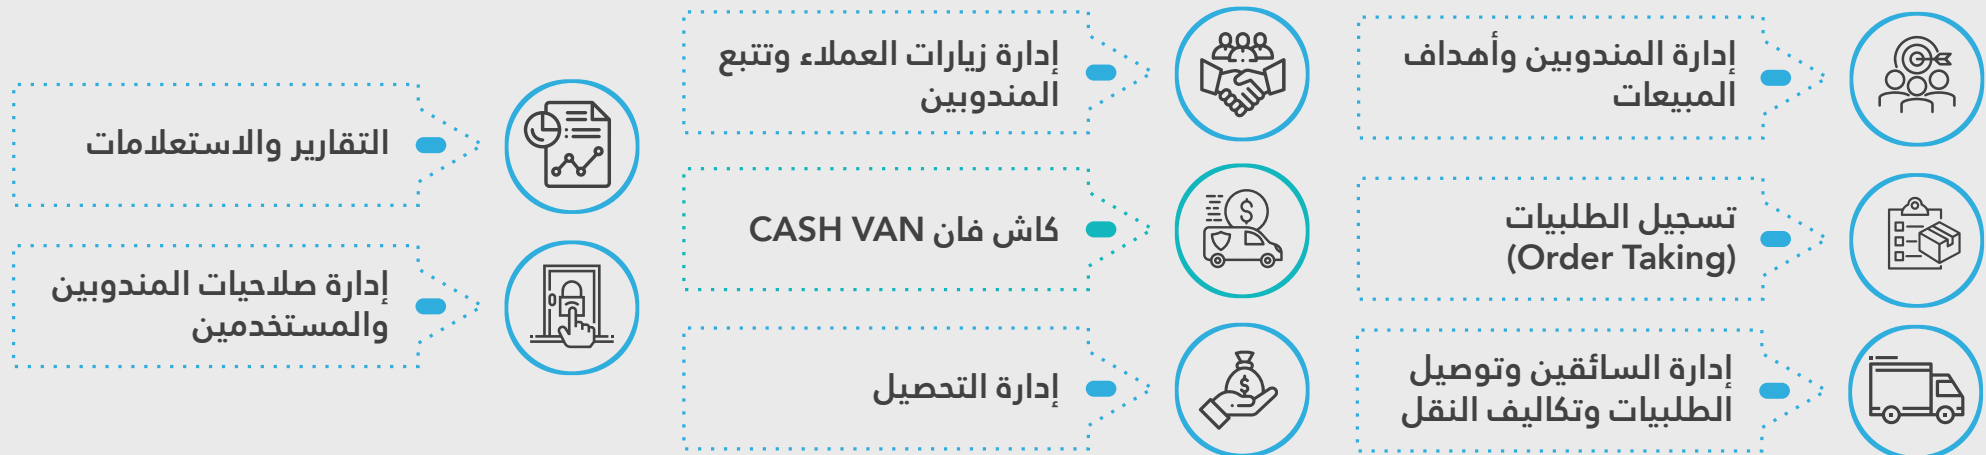 إدارة المندوبين وأهداف
المبيعات
تسجيل الطلبيات
(Order Taking)
إدارة السائقين وتوصيل
الطلبيات وتكاليف النقل
إدارة زيارات العملاء وتتبع
المندوبين
كاش فان CASH VAN
إدارة التحصيل
التقارير والاستعلامات
إدارة صلاحيات المندوبين
والمستخدمين